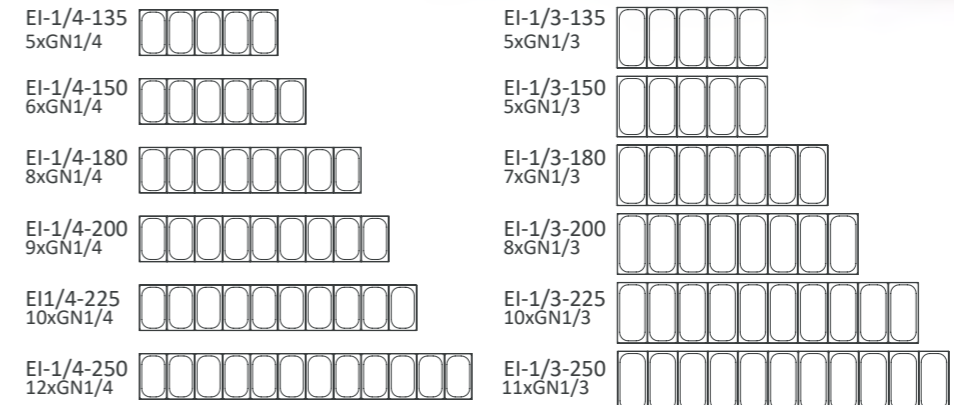 EI-1/4-135
5xGN1/4
EI-1/4-150
6xGN1/4
EI-1/4-180
8xGN1/4
EI-1/4-200
9xGN1/4
EI1/4-225
10xGN1/4
EI-1/4-250
12xGN1/4
EI-1/3-135
5xGN1/3
EI-1/3-150
5xGN1/3
EI-1/3-180
7xGN1/3
EI-1/3-200
8xGN1/3
EI-1/3-225
10xGN1/3
EI-1/3-250
11xGN1/3